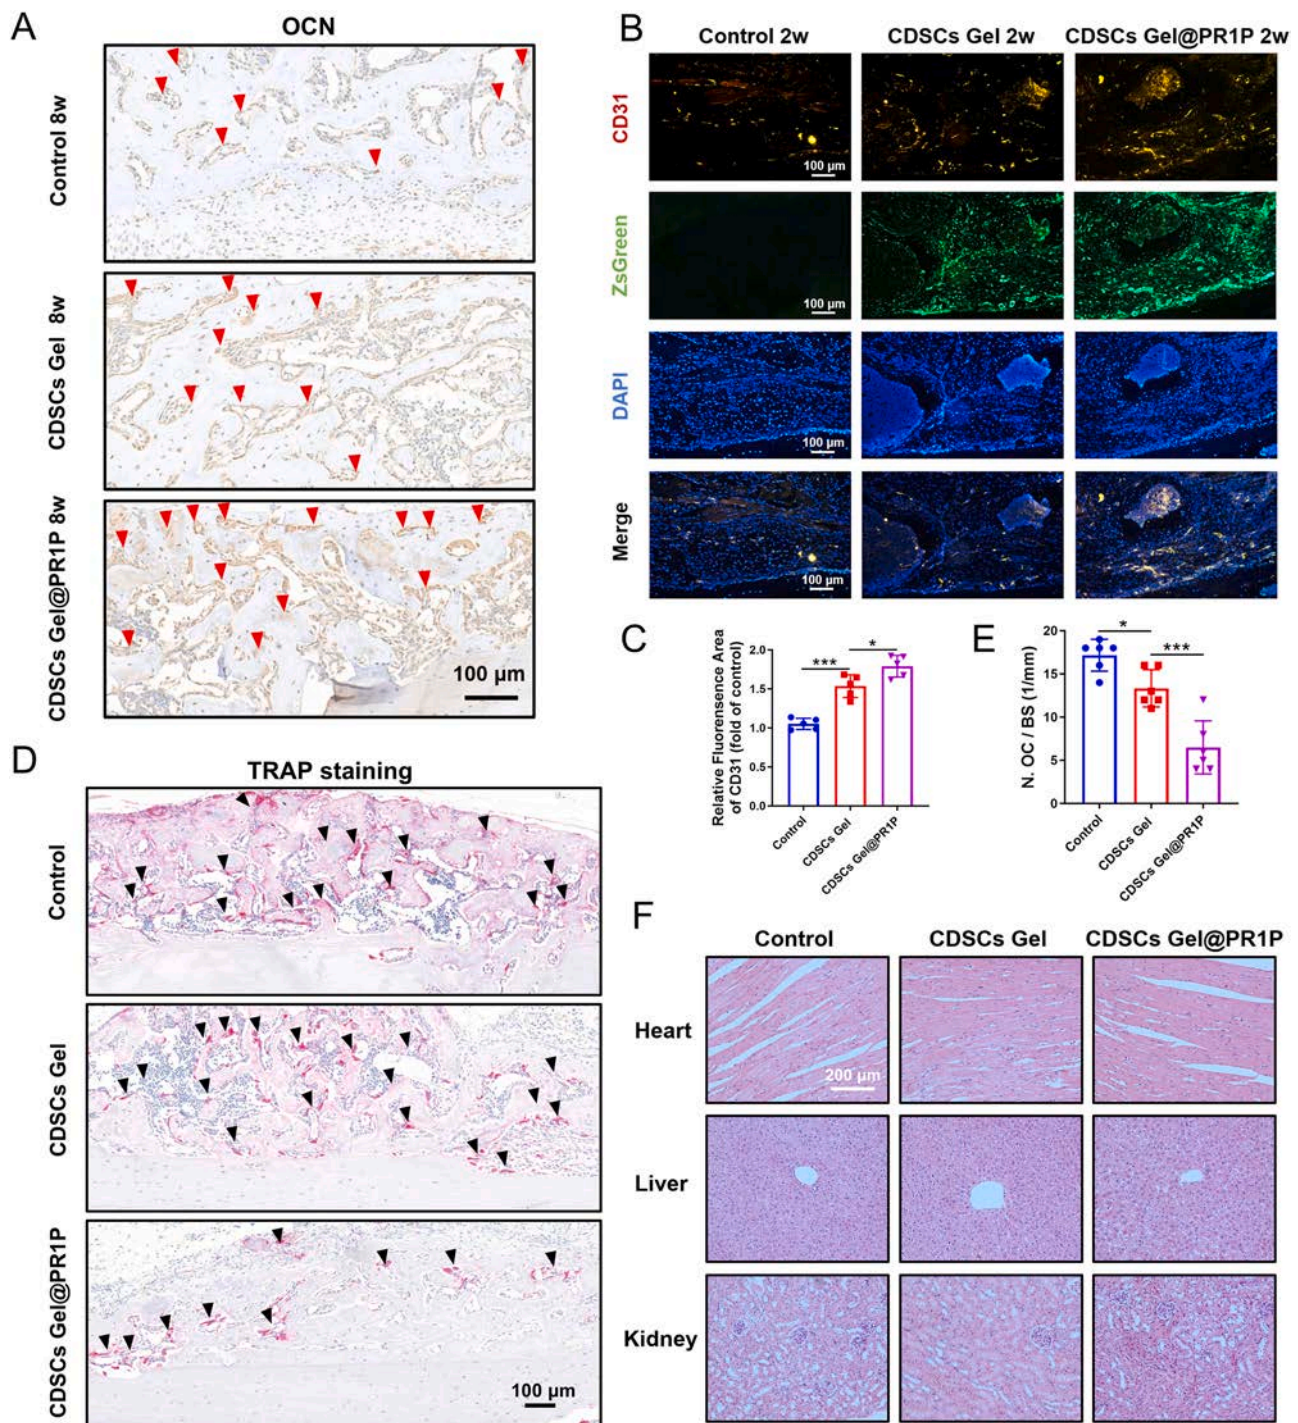 A
OCN
Control 8w
CDSCs Gel 8w
CDSCs Gel@PR1P 8w
100 µm
B
Control 2w
CDSCs Gel 2w
CDSCs Gel@PR1P 2w
CD31
100 µm
ZsGreen
100 µm
DAPI
100 µm
Merge
100 µm
C
Relative Fluoresence Area
of CD31 (fold of control)
2.0
1.5
1.0
0.5
0.0
***
*
Control
CDSCs Gel
CDSCs Gel@PR1P
E
N. OC / BS (1/mm)
20
15
10
5
0
*
***
Control
CDSCs Gel
CDSCs Gel@PR1P
D
TRAP staining
Control
CDSCs Gel
CDSCs Gel@PR1P
100 µm
F
Control
CDSCs Gel
CDSCs Gel@PR1P
Heart
200 µm
Liver
Kidney